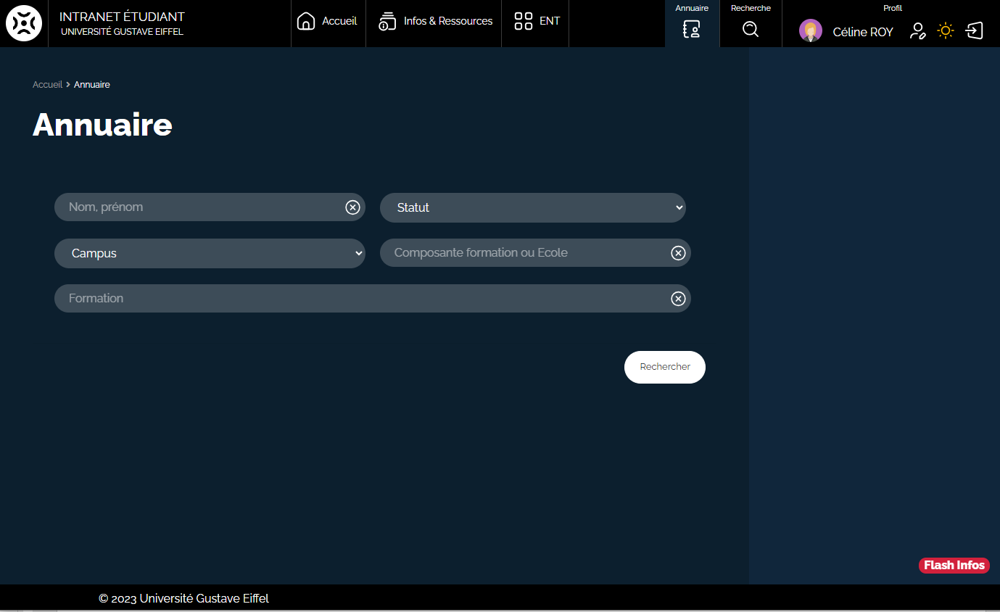 INTRANET ÉTUDIANT
UNIVERSITÉ GUSTAVE EIFFEL
Accueil
Infos & Ressources
ENT
Annuaire
Recherche
Profil
Céline ROY
Accueil > Annuaire
Annuaire
Nom, prénom
Statut
Campus
Composante formation ou Ecole
Formation
Rechercher
Flash Infos
© 2023 Université Gustave Eiffel